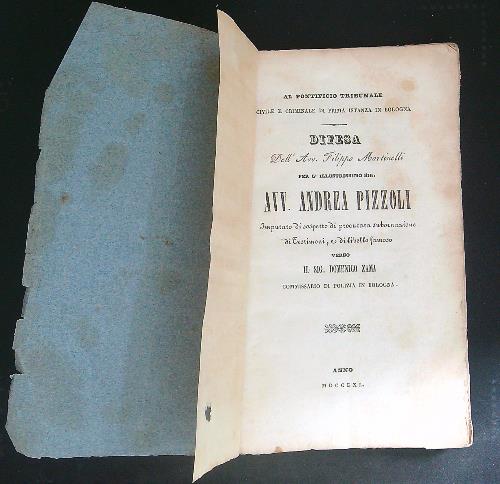 AL PONTIFICIO TRIBUNALE
CIVILE E CRIMINALE DI PRIMA ISTANZA IN BOLOGNA
DIFESA
Dell' Avv. Filippo Martinelli
PER L' ILLUSTRISSIMO SIG.
AVV. ANDREA PIZZOLI
Imputato di sospetto di procurata subornazione
di Testimoni, e di libello famoso
VERSO
IL SIG. DOMENICO ZAMA
COMMISSARIO DI POLIZIA IN BOLOGNA.
ANNO
MDCCCXL.